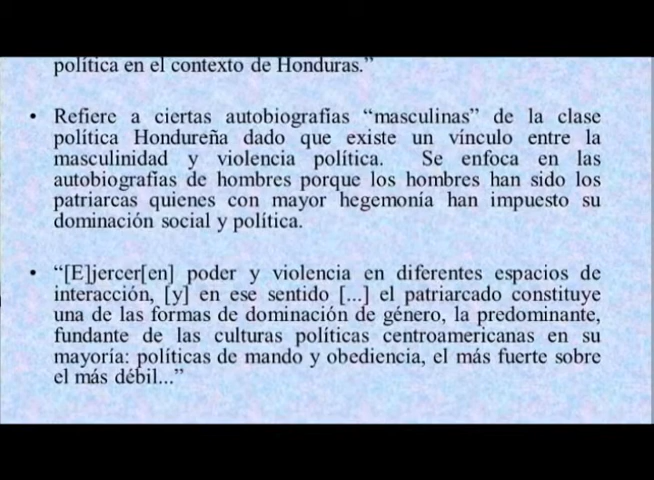 política en el contexto de Honduras.”
• Refiere a ciertas autobiografías “masculinas” de la clase
política Hondureña dado que existe un vínculo entre la
masculinidad y violencia política. Se enfoca en las
autobiografías de hombres porque los hombres han sido los
patriarcas quienes con mayor hegemonía han impuesto su
dominación social y política.
• “[E]jercer[en] poder y violencia en diferentes espacios de
interacción, [y] en ese sentido [...] el patriarcado constituye
una de las formas de dominación de género, la predominante,
fundante de las culturas políticas centroamericanas en su
mayoría: políticas de mando y obediencia, el más fuerte sobre
el más débil...”